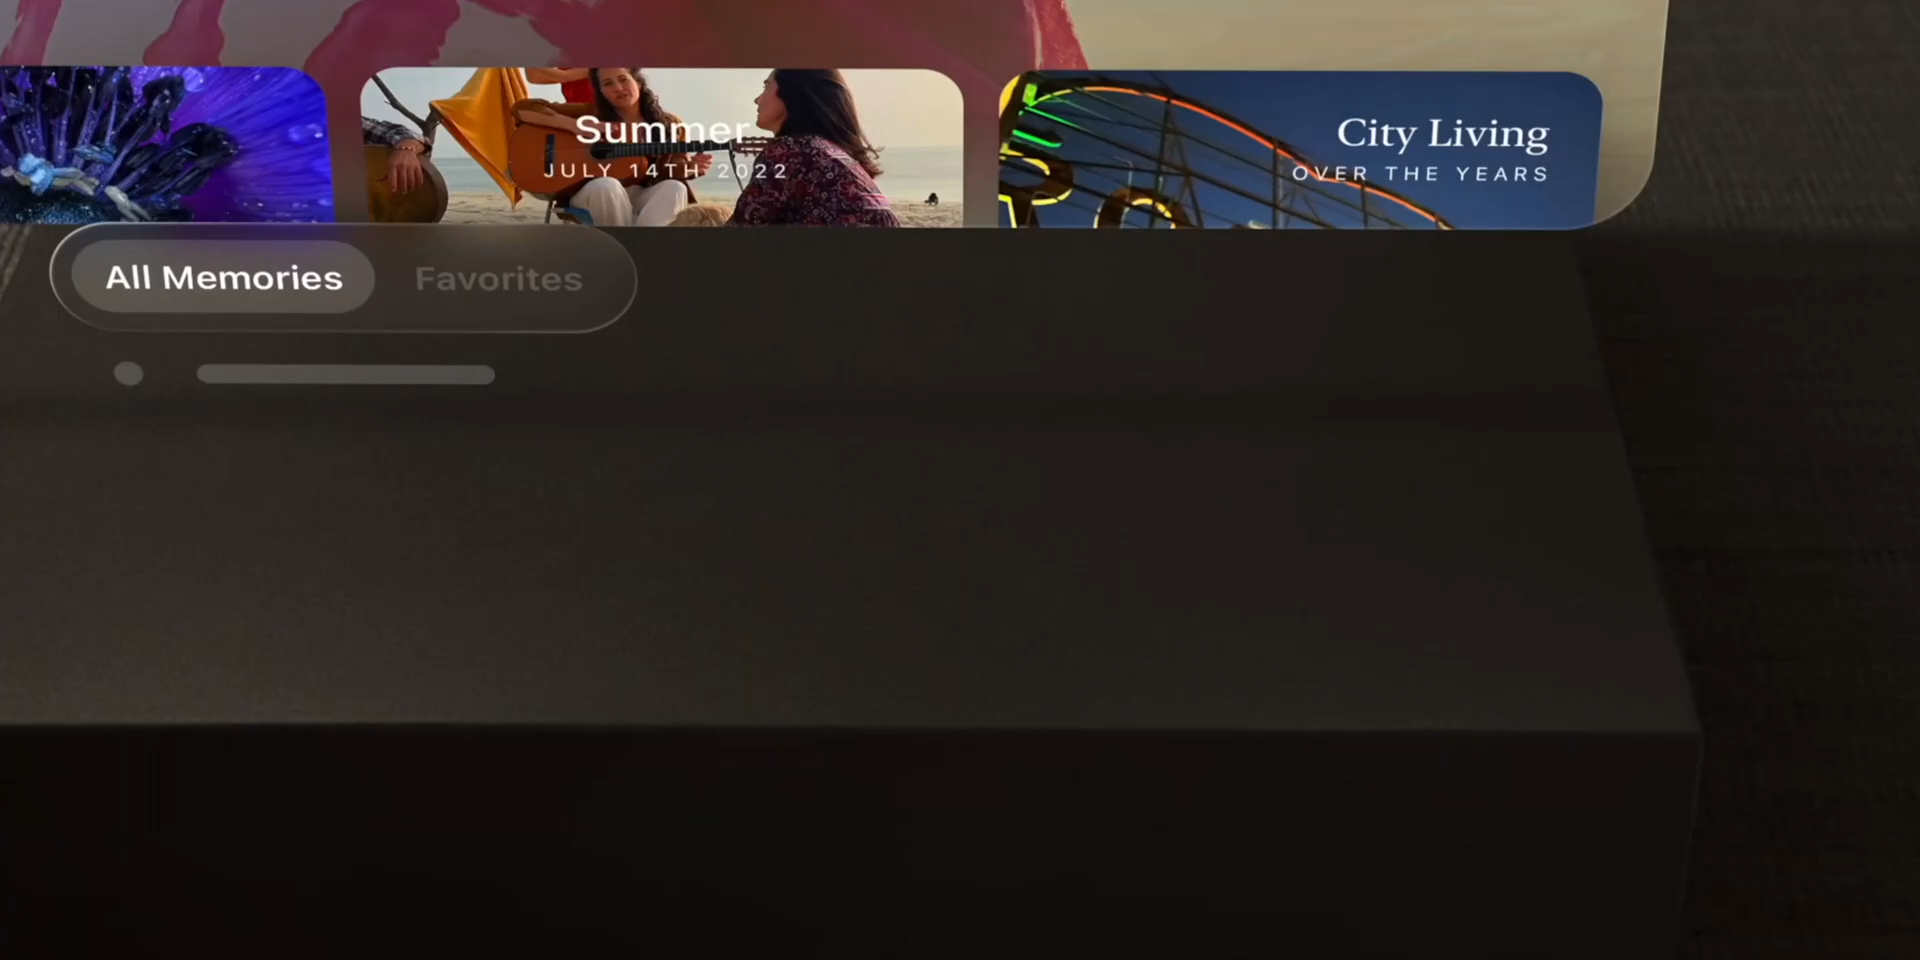 Summer
JULY 14TH 2022
City Living
OVER THE YEARS
All Memories
Favorites